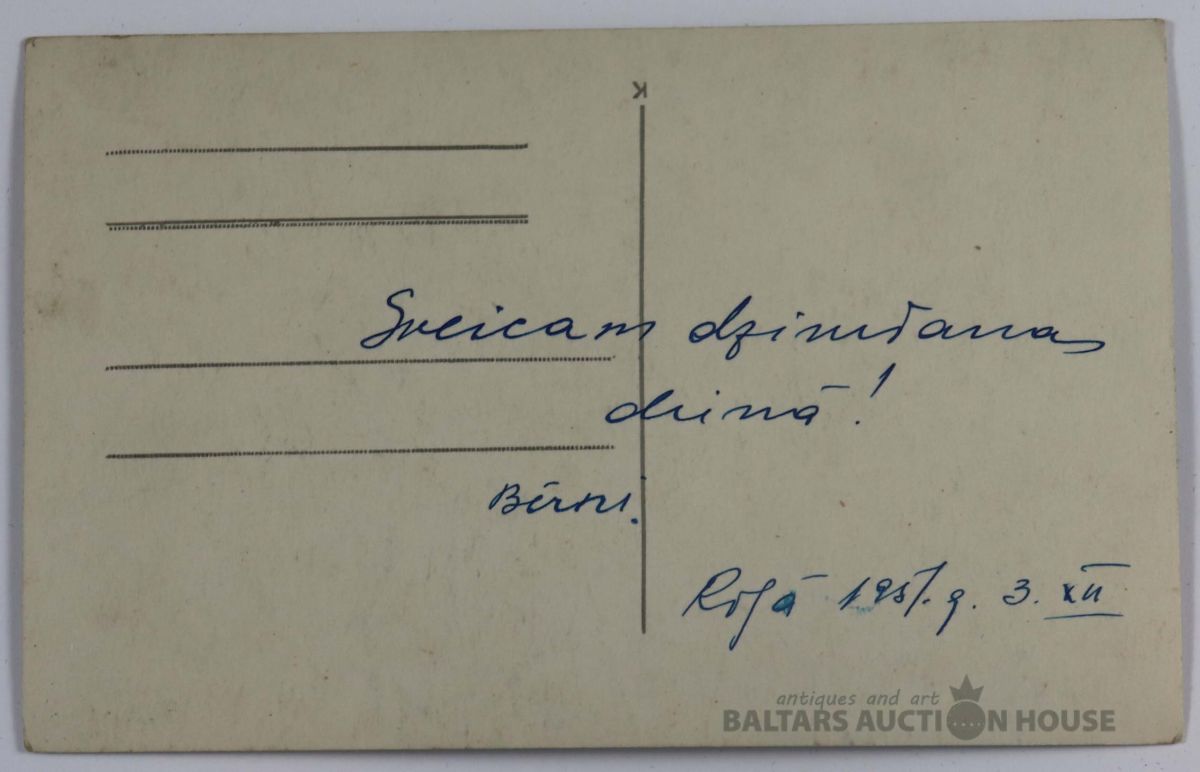 K
Sveicam dzimšanas
dienā!
Bērni.
Rīgā 1951. g. 3. XII
antiques and art
BALTARS AUCTION HOUSE